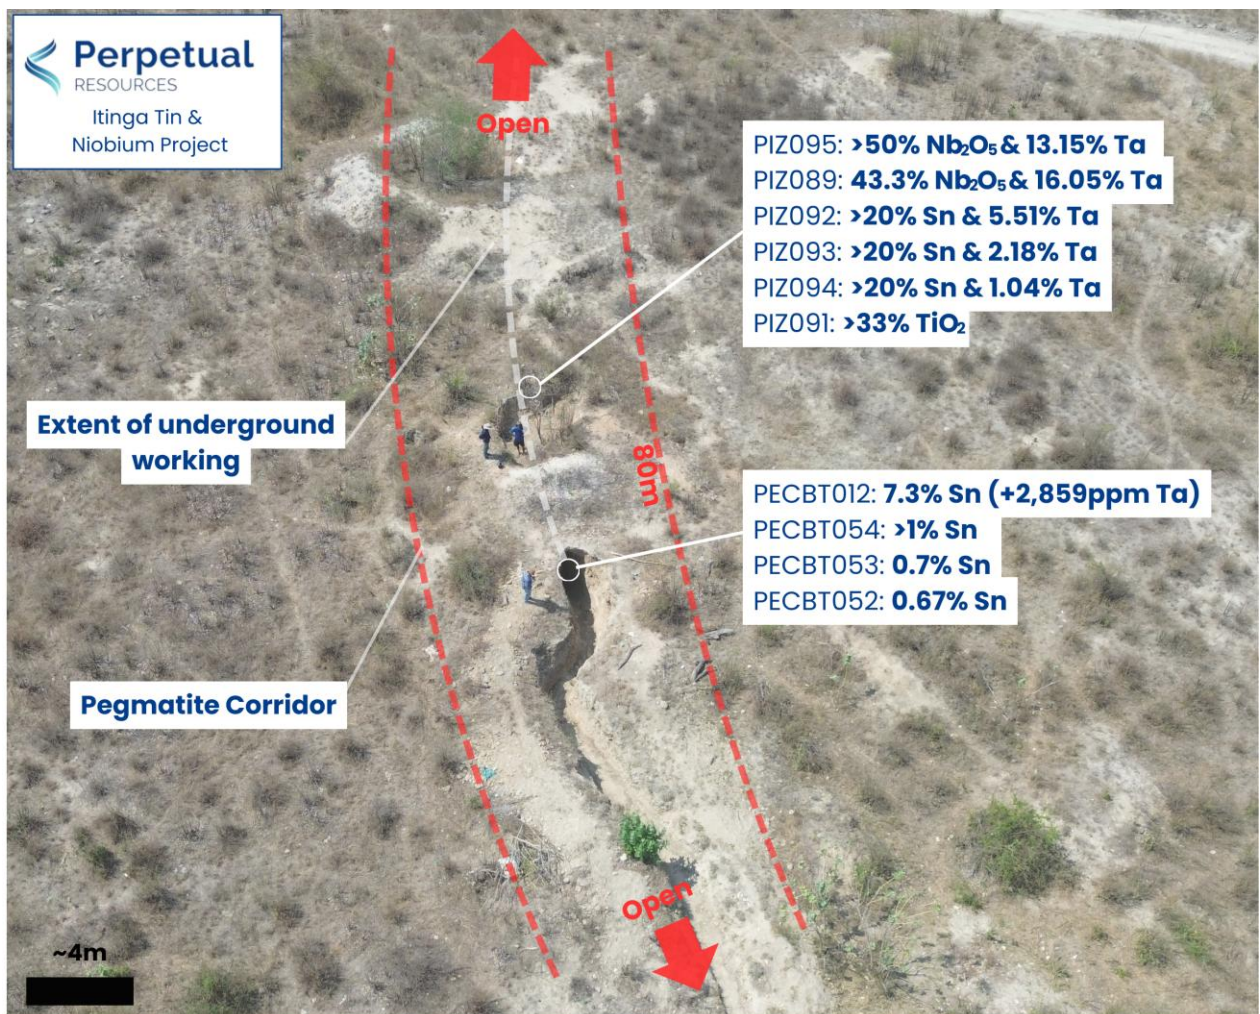 Perpetual
RESOURCES
Itinga Tin &
Niobium Project
Open
PIZ095: >50% Nb₂O₅ & 13.15% Ta
PIZ089: 43.3% Nb₂O₅ & 16.05% Ta
PIZ092: >20% Sn & 5.51% Ta
PIZ093: >20% Sn & 2.18% Ta
PIZ094: >20% Sn & 1.04% Ta
PIZ091: >33% TiO₂
Extent of underground
working
80m
PECBT012: 7.3% Sn (+2,859ppm Ta)
PECBT054: >1% Sn
PECBT053: 0.7% Sn
PECBT052: 0.67% Sn
Pegmatite Corridor
Open
~4m